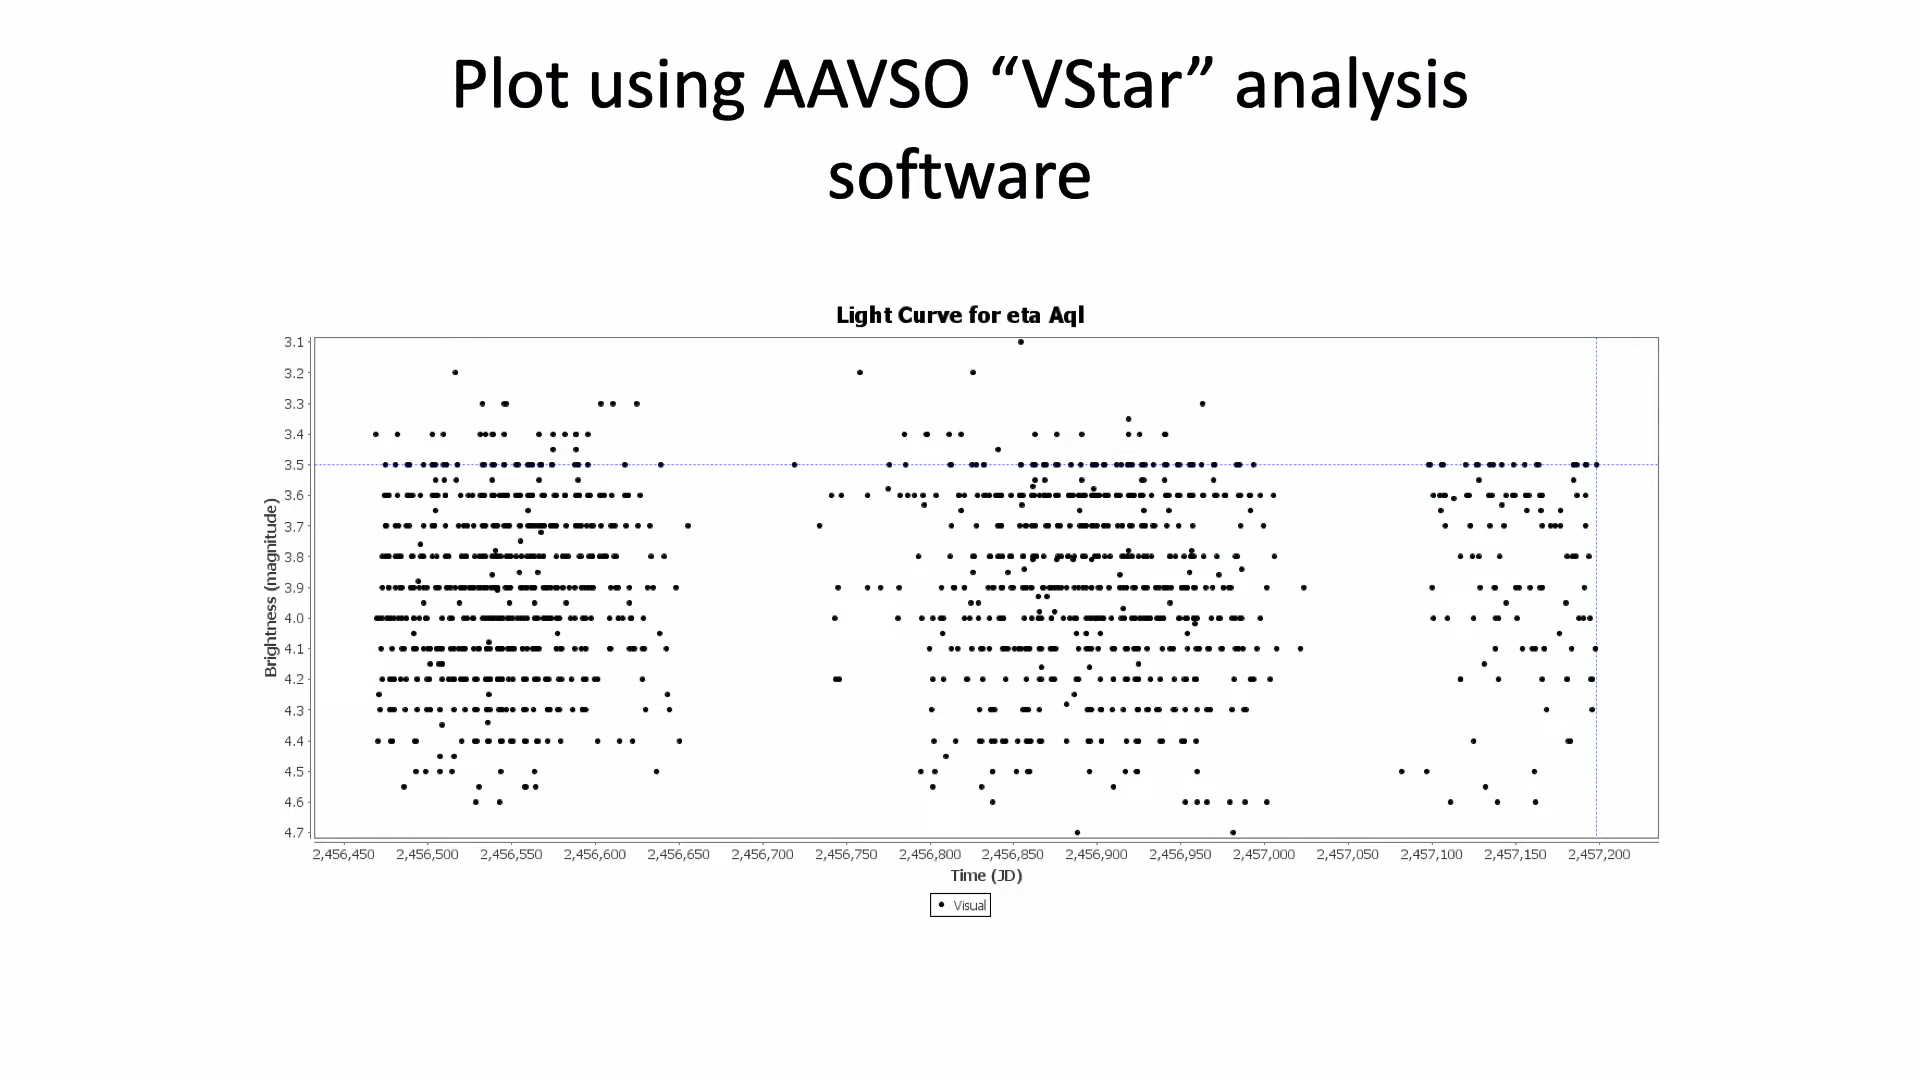 Plot using AAVSO “VStar” analysis
software
Light Curve for eta Aql
Brightness (magnitude)
3.1
3.2
3.3
3.4
3.5
3.6
3.7
3.8
3.9
4.0
4.1
4.2
4.3
4.4
4.5
4.6
4.7
2,456,450 2,456,500 2,456,550 2,456,600 2,456,650 2,456,700 2,456,750 2,456,800 2,456,850 2,456,900 2,456,950 2,457,000 2,457,050 2,457,100 2,457,150 2,457,200
Time (JD)
Visual